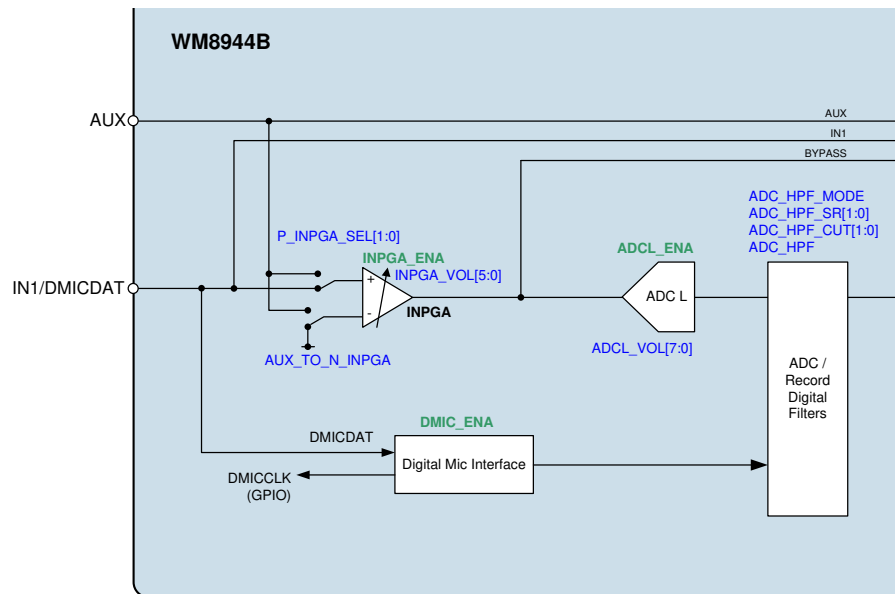 WM8944B
AUX
AUX
IN1
BYPASS
ADC_HPF_MODE
ADC_HPF_SR[1:0]
ADC_HPF_CUT[1:0]
ADC_HPF
P_INPGA_SEL[1:0]
INPGA_ENA
INPGA_VOL[5:0]
ADCL_ENA
IN1/DMICDAT
+
-
INPGA
ADC L
AUX_TO_N_INPGA
ADCL_VOL[7:0]
ADC /
Record
Digital
Filters
DMIC_ENA
DMICDAT
Digital Mic Interface
DMICCLK
(GPIO)